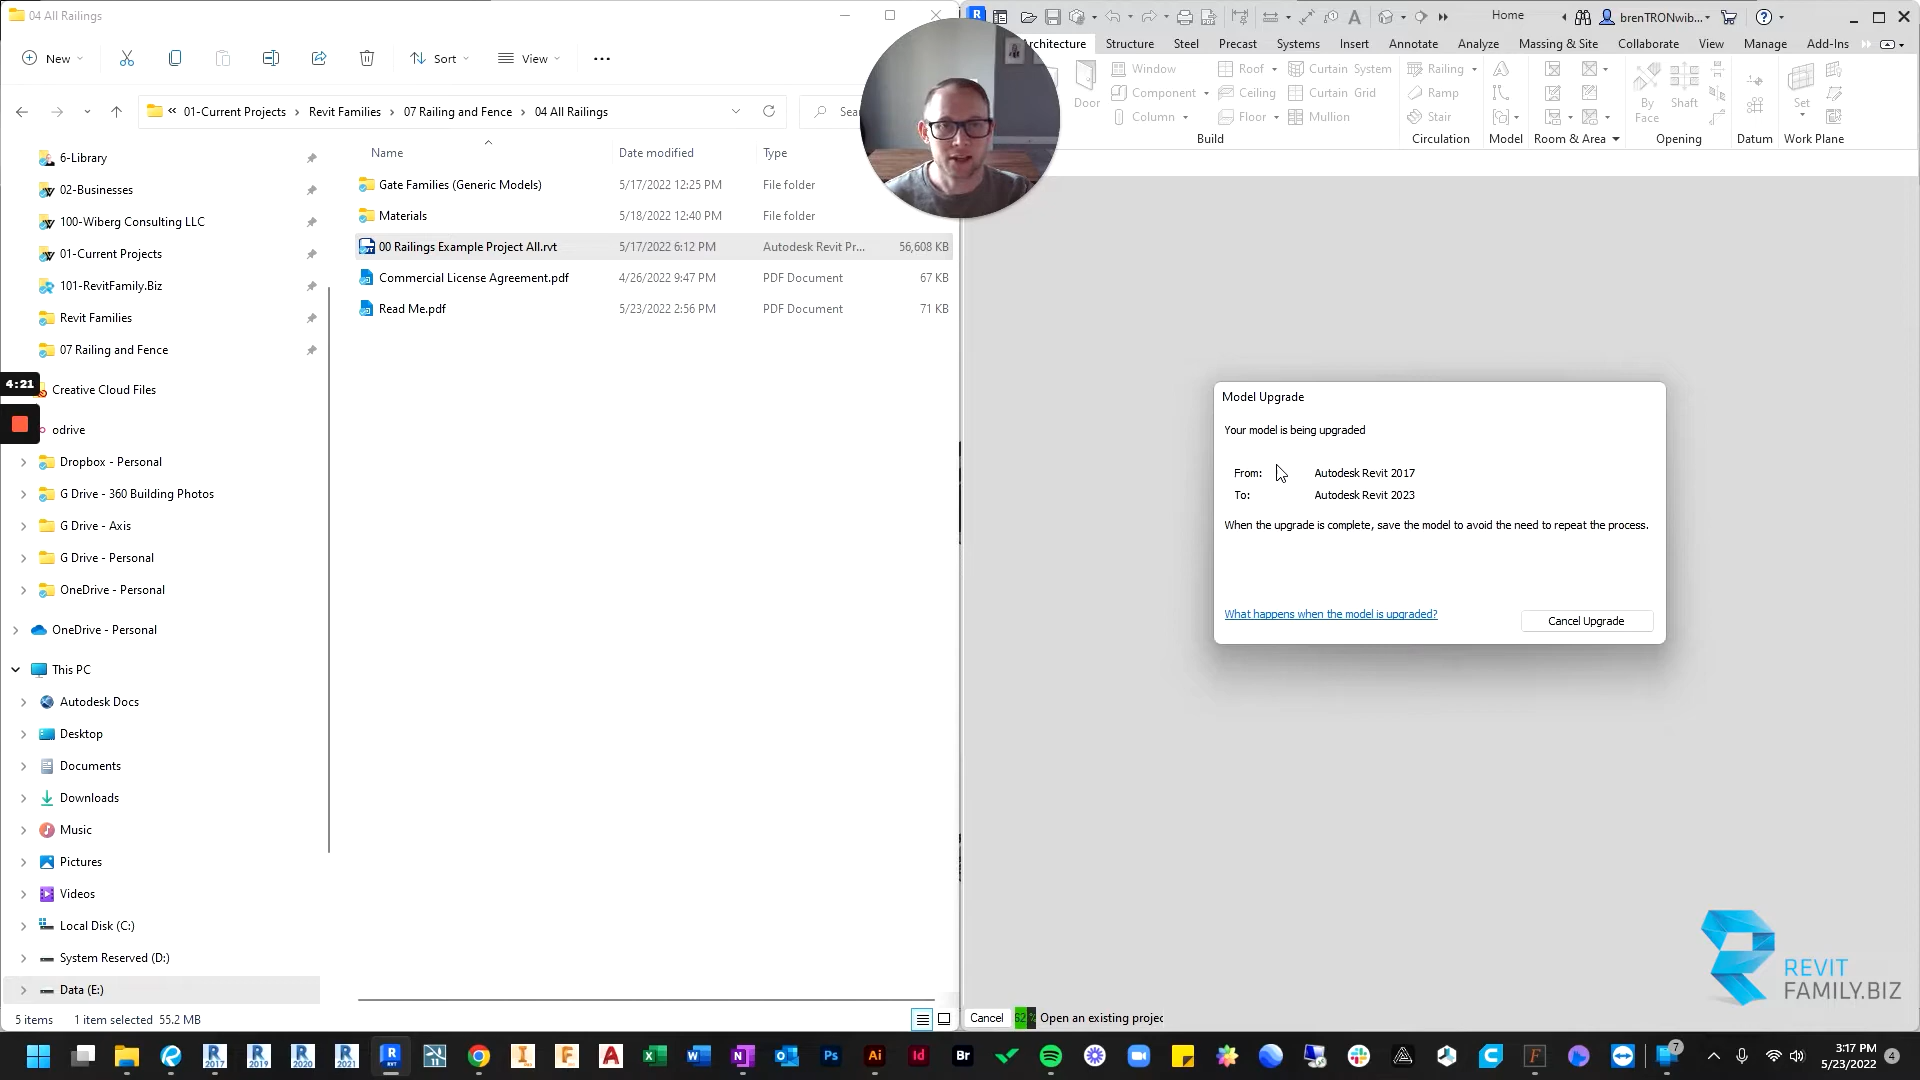 04 All Railings
New
Sort
View
01-Current Projects
Revit Families
07 Railing and Fence
04 All Railings
Sea
Name
Date modified
Type
Gate Families (Generic Models)
5/17/2022 12:25 PM
File folder
Materials
5/18/2022 12:40 PM
File folder
00 Railings Example Project All.rvt
5/17/2022 6:12 PM
Autodesk Revit Pr...
56,608 KB
Commercial License Agreement.pdf
4/26/2022 9:47 PM
PDF Document
67 KB
Read Me.pdf
5/23/2022 2:56 PM
PDF Document
71 KB
6-Library
02-Businesses
100-Wiberg Consulting LLC
01-Current Projects
101-RevitFamily.Biz
Revit Families
07 Railing and Fence
4:21
Creative Cloud Files
odrive
Dropbox - Personal
G Drive - 360 Building Photos
G Drive - Axis
G Drive - Personal
OneDrive - Personal
OneDrive - Personal
This PC
Autodesk Docs
Desktop
Documents
Downloads
Music
Pictures
Videos
Local Disk (C:)
System Reserved (D:)
Data (E:)
5 items
1 item selected 55.2 MB
Home
brenTRONwib...
Architecture
Structure
Steel
Precast
Systems
Insert
Annotate
Analyze
Massing & Site
Collaborate
View
Manage
Add-Ins
Door
Window
Component
Column
Roof
Ceiling
Floor
Curtain System
Curtain Grid
Mullion
Build
Railing
Ramp
Stair
Circulation
Model
Room & Area
By Face
Shaft
Opening
Datum
Set
Work Plane
Model Upgrade
Your model is being upgraded
From: Autodesk Revit 2017
To: Autodesk Revit 2023
When the upgrade is complete, save the model to avoid the need to repeat the process.
What happens when the model is upgraded?
Cancel Upgrade
REVIT
FAMILY.BIZ
Cancel
Open an existing projec
2017
2019
2020
2021
3:17 PM
5/23/2022